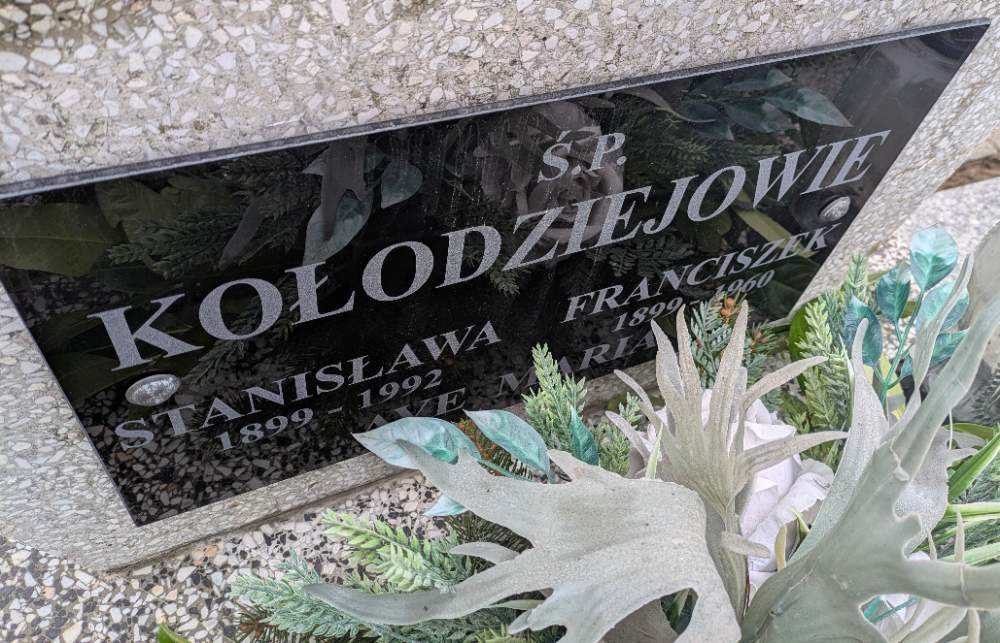 Ś.P.
KOŁODZIEJOWIE
STANISŁAWA FRANCISZEK
1899 - 1992 1899 - 1960
AVE MARIA